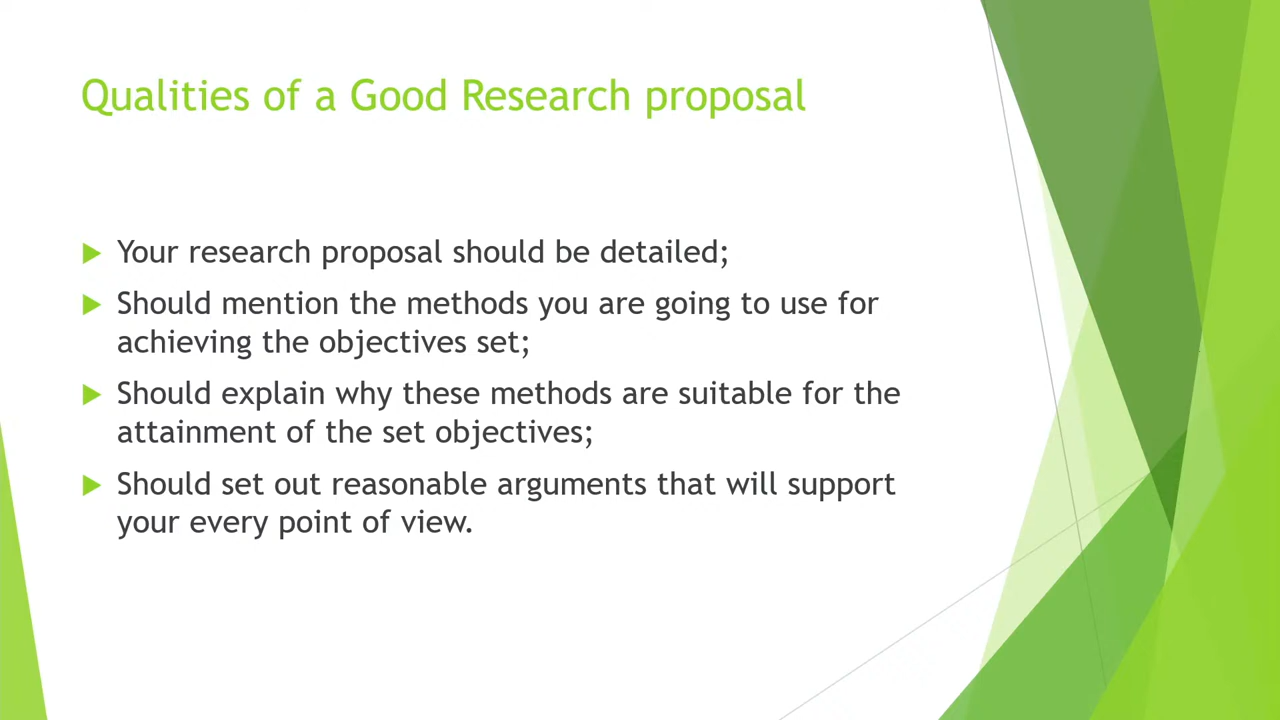 Qualities of a Good Research proposal
Your research proposal should be detailed;
Should mention the methods you are going to use for
achieving the objectives set;
Should explain why these methods are suitable for the
attainment of the set objectives;
Should set out reasonable arguments that will support
your every point of view.